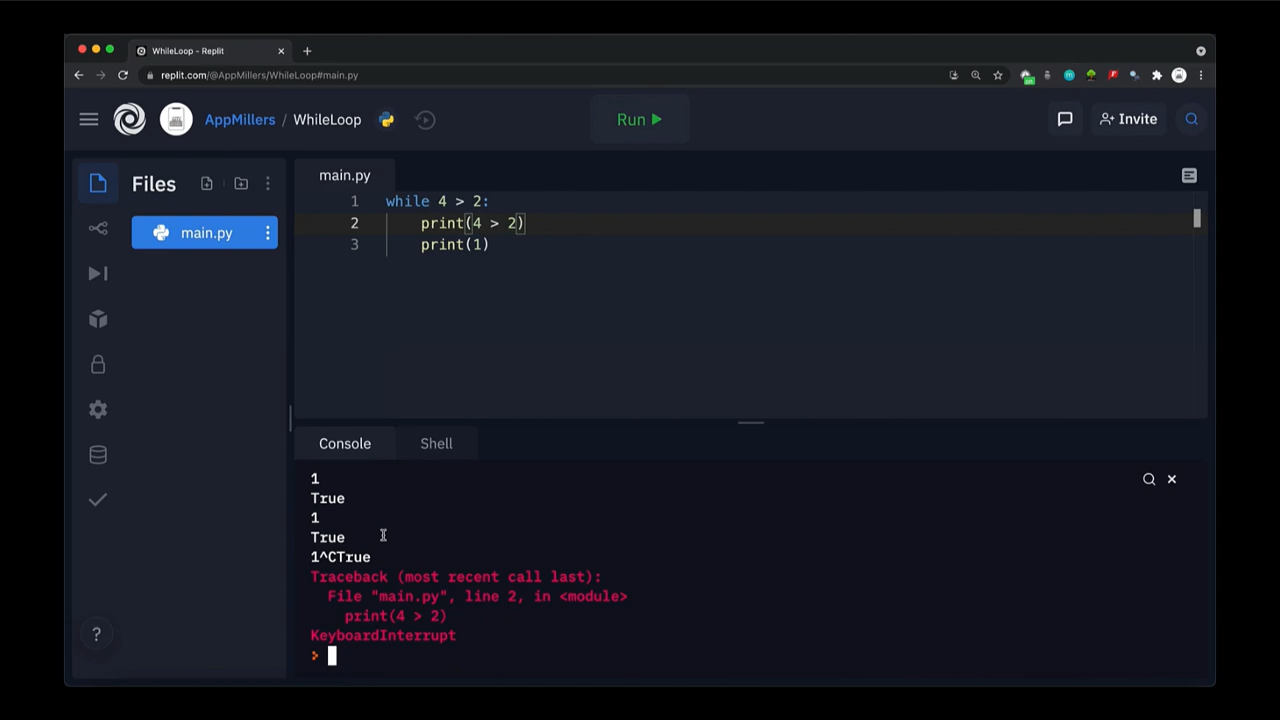 WhileLoop - Replit
replit.com/@AppMillers/WhileLoop#main.py
AppMillers / WhileLoop
Run
Invite
Files
main.py
main.py
1 while 4 > 2:
2 print(4 > 2)
3 print(1)
Console
Shell
1
True
1
True
1^CTrue
Traceback (most recent call last):
File "main.py", line 2, in <module>
print(4 > 2)
KeyboardInterrupt
>
?